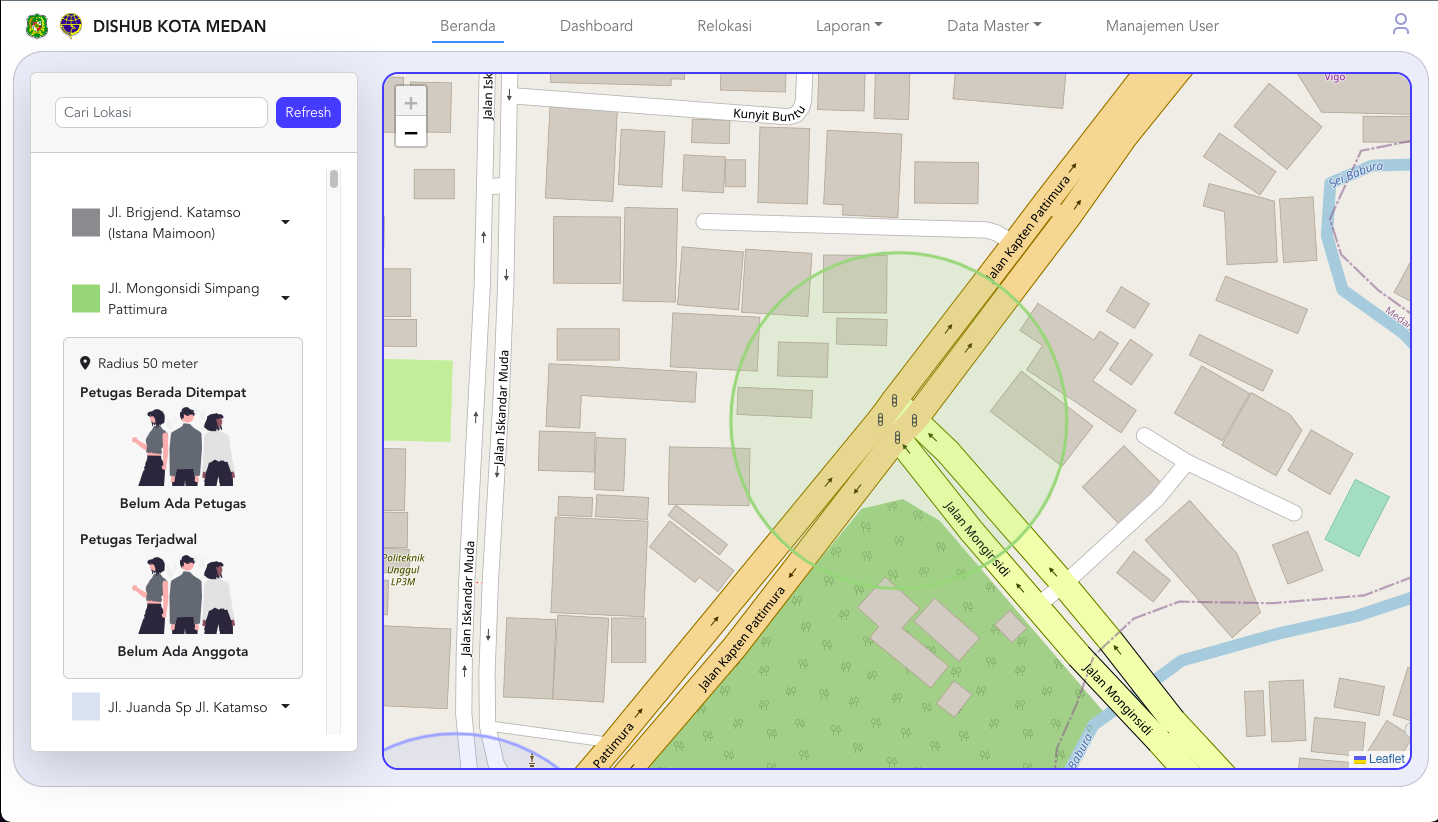 DISHUB KOTA MEDAN
Beranda
Dashboard
Relokasi
Laporan
Data Master
Manajemen User
Cari Lokasi
Refresh
Jl. Brigjend. Katamso
(Istana Maimoon)
Jl. Mongonsidi Simpang
Pattimura
Radius 50 meter
Petugas Berada Ditempat
Belum Ada Petugas
Petugas Terjadwal
Belum Ada Anggota
Jl. Juanda Sp Jl. Katamso
+
−
Jalan Isk
Kunyit Buntu
Vigo
Sei Babura
Jalan Kapten Pattimura
Medan
Jalan Iskandar Muda
Jalan Monginsidi
Politeknik
Unggul
LP3M
Jalan Iskandar Muda
Jalan Kapten Pattimura
Jalan Monginsidi
Pattimura
Babura
Leaflet